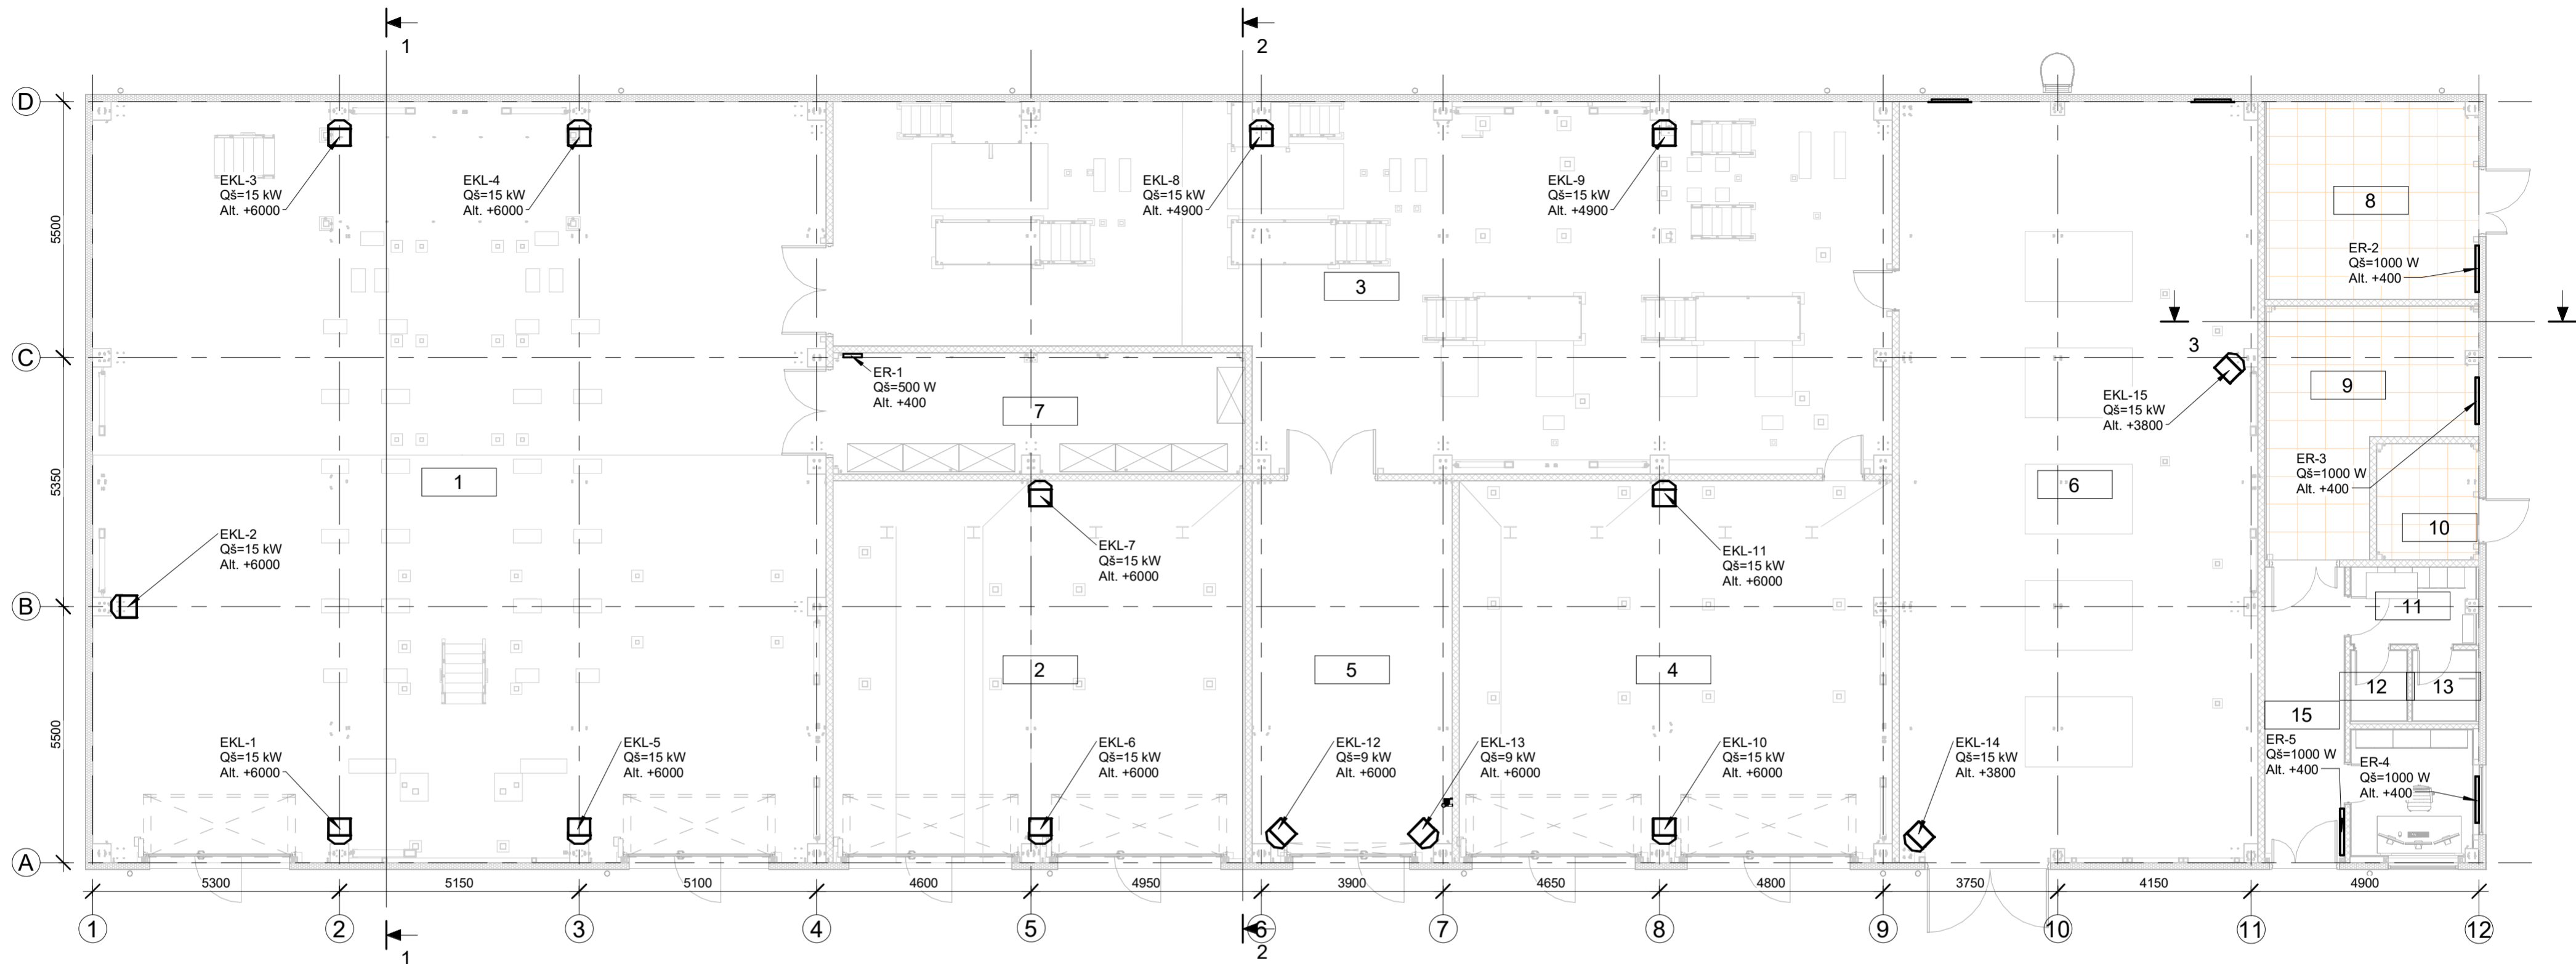 1
2
D
EKL-3
Qš=15 kW
Alt. +6000
EKL-4
Qš=15 kW
Alt. +6000
EKL-8
Qš=15 kW
Alt. +4900
EKL-9
Qš=15 kW
Alt. +4900
8
5500
ER-2
Qš=1000 W
Alt. +400
3
3
C
ER-1
Qš=500 W
Alt. +400
7
EKL-15
Qš=15 kW
Alt. +3800
9
ER-3
Qš=1000 W
Alt. +400
5350
1
6
10
EKL-2
Qš=15 kW
Alt. +6000
EKL-7
Qš=15 kW
Alt. +6000
EKL-11
Qš=15 kW
Alt. +6000
B
11
2
5
4
12
13
15
5500
EKL-1
Qš=15 kW
Alt. +6000
EKL-5
Qš=15 kW
Alt. +6000
EKL-6
Qš=15 kW
Alt. +6000
EKL-12
Qš=9 kW
Alt. +6000
EKL-13
Qš=9 kW
Alt. +6000
EKL-10
Qš=15 kW
Alt. +6000
EKL-14
Qš=15 kW
Alt. +3800
ER-5
Qš=1000 W
Alt. +400
ER-4
Qš=1000 W
Alt. +400
A
5300 5150 5100 4600 4950 3900 4650 4800 3750 4150 4900
1 2 3 4 5 6 7 8 9 10 11 12
1
2